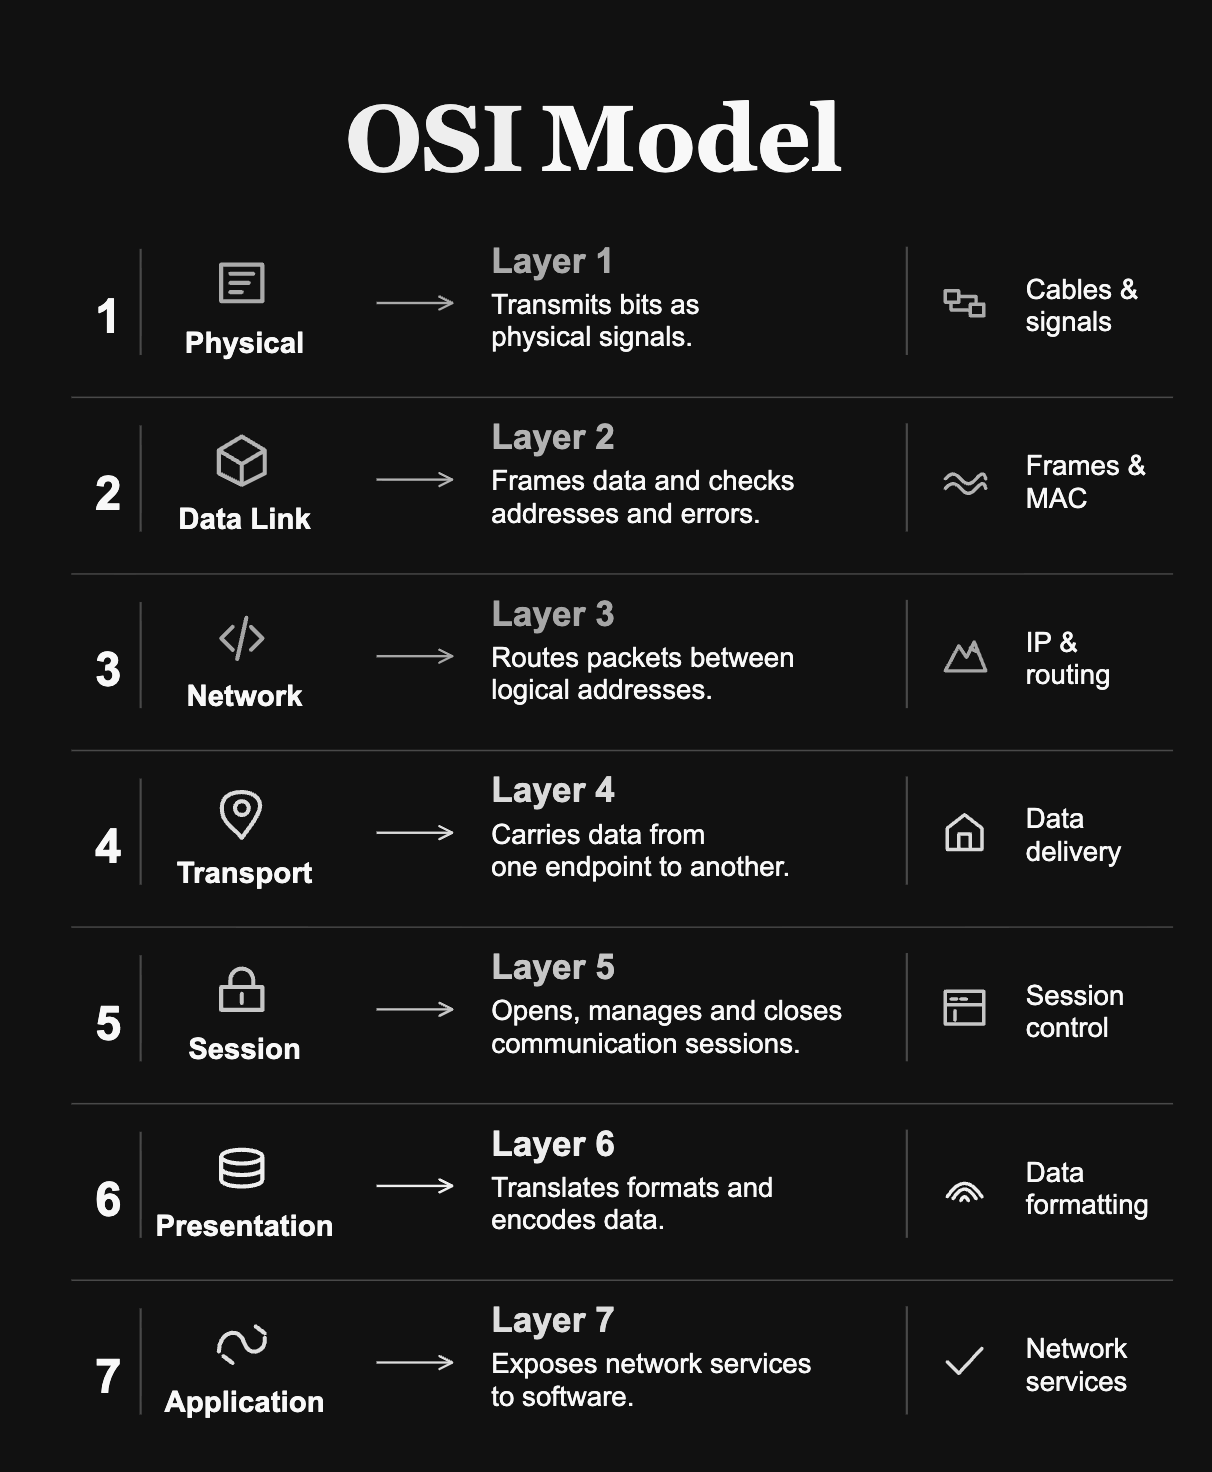 OSI Model
1
Physical
Layer 1
Transmits bits as
physical signals.
Cables &
signals
2
Data Link
Layer 2
Frames data and checks
addresses and errors.
Frames &
MAC
3
Network
Layer 3
Routes packets between
logical addresses.
IP &
routing
4
Transport
Layer 4
Carries data from
one endpoint to another.
Data
delivery
5
Session
Layer 5
Opens, manages and closes
communication sessions.
Session
control
6
Presentation
Layer 6
Translates formats and
encodes data.
Data
formatting
7
Application
Layer 7
Exposes network services
to software.
Network
services